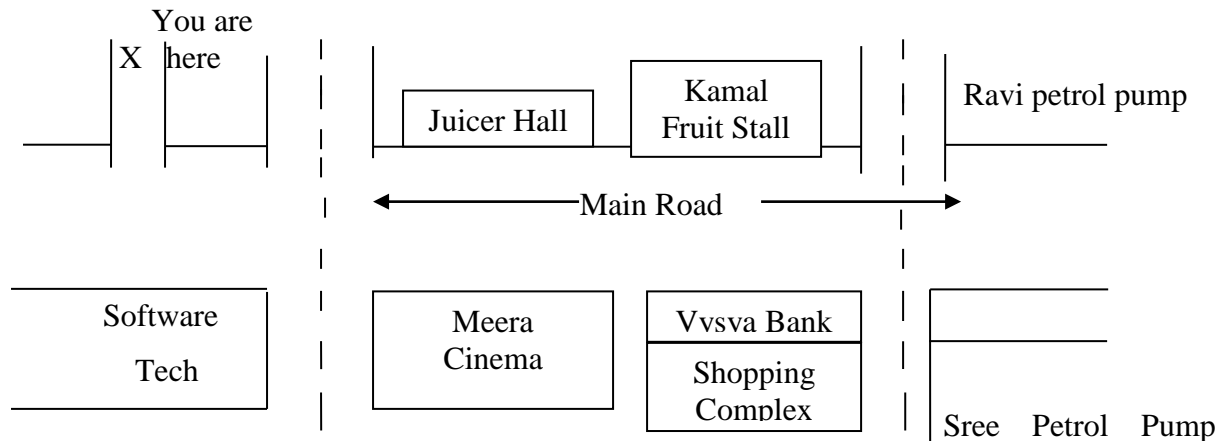 You are
X here
Juicer Hall
Kamal
Fruit Stall
Ravi petrol pump
Main Road
Software
Tech
Meera
Cinema
Vvsva Bank
Shopping
Complex
Sree Petrol Pump